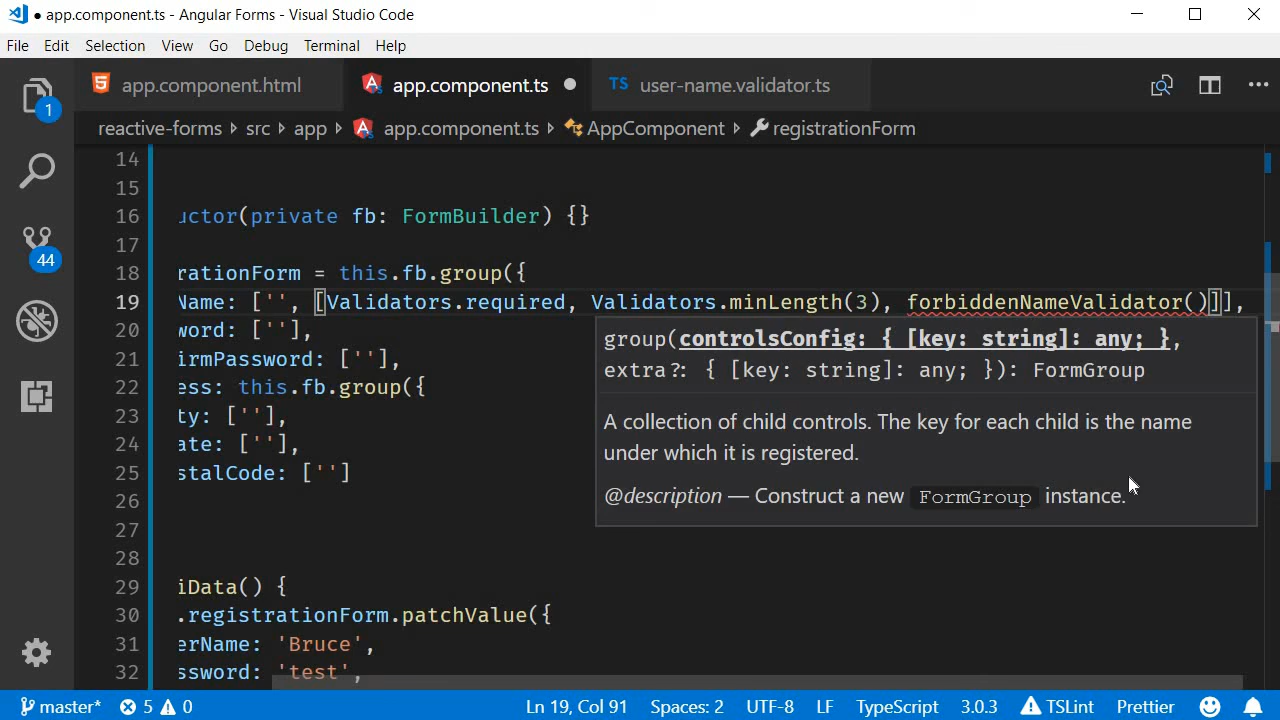 ● app.component.ts - Angular Forms - Visual Studio Code
File Edit Selection View Go Debug Terminal Help
1
app.component.html app.component.ts TS user-name.validator.ts
reactive-forms src app app.component.ts AppComponent registrationForm
14
15
16 uctor(private fb: FormBuilder) {}
17
18 rationForm = this.fb.group({
19 Name: ['', [Validators.required, Validators.minLength(3), forbiddenNameValidator()]],
20 word: [''],
21 irmPassword: [''],
22 ess: this.fb.group({
23 ty: [''],
24 ate: [''],
25 stalCode: ['']
26
27
28
29 iData() {
30 .registrationForm.patchValue({
31 erName: 'Bruce',
32 ssword: 'test',
group(controlsConfig: { [key: string]: any; },
extra?: { [key: string]: any; }): FormGroup
A collection of child controls. The key for each child is the name
under which it is registered.
@description — Construct a new FormGroup instance.
44
master* 5 0 Ln 19, Col 91 Spaces: 2 UTF-8 LF TypeScript 3.0.3 TSLint Prettier